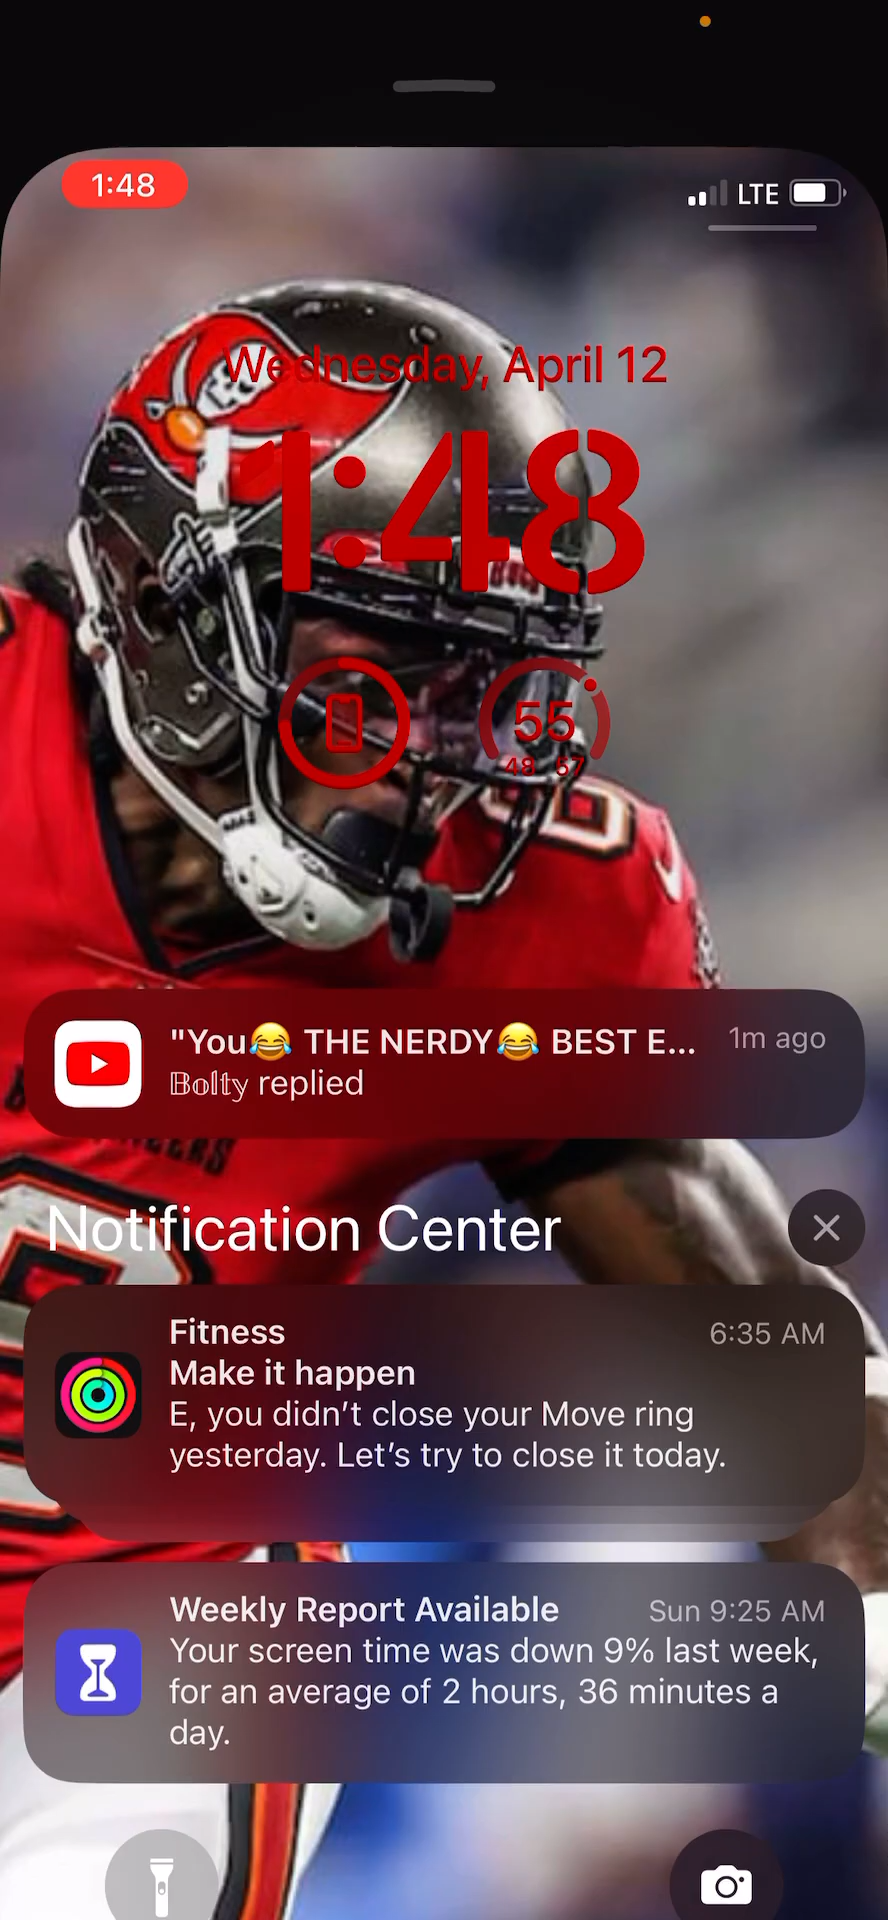 1:48
LTE
Wednesday, April 12
1:48
55
48 57
"You😂 THE NERDY😂 BEST E...
1m ago
𝔹𝕠𝕝𝕥𝕪 replied
Notification Center
Fitness
6:35 AM
Make it happen
E, you didn't close your Move ring
yesterday. Let's try to close it today.
Weekly Report Available
Sun 9:25 AM
Your screen time was down 9% last week,
for an average of 2 hours, 36 minutes a
day.